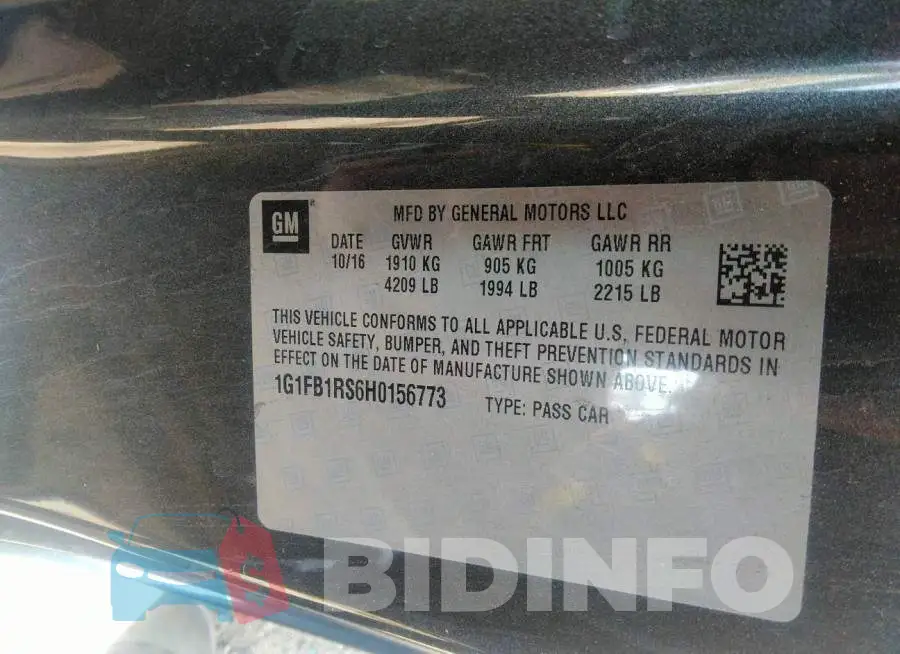 GM ®
MFD BY GENERAL MOTORS LLC
DATE GVWR GAWR FRT GAWR RR
10/16 1910 KG 905 KG 1005 KG
4209 LB 1994 LB 2215 LB
THIS VEHICLE CONFORMS TO ALL APPLICABLE U.S. FEDERAL MOTOR
VEHICLE SAFETY, BUMPER, AND THEFT PREVENTION STANDARDS IN
EFFECT ON THE DATE OF MANUFACTURE SHOWN ABOVE.
1G1FB1RS6H0156773 TYPE: PASS CAR
$ BIDINFO